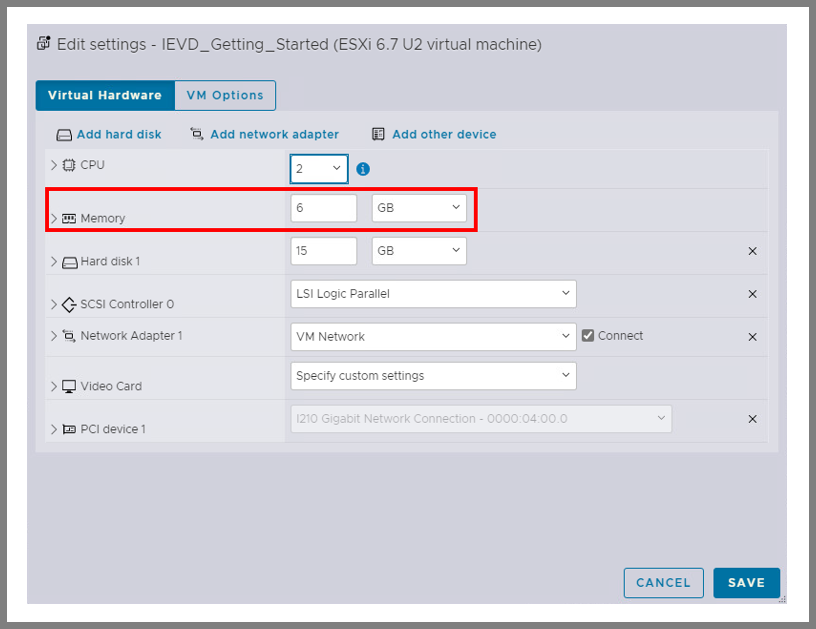 Edit settings - IEVD_Getting_Started (ESXi 6.7 U2 virtual machine)
Virtual Hardware VM Options
Add hard disk Add network adapter Add other device
CPU 2
Memory 6 GB
Hard disk 1 15 GB
SCSI Controller 0 LSI Logic Parallel
Network Adapter 1 VM Network Connect
Video Card Specify custom settings
PCI device 1 I210 Gigabit Network Connection - 0000:04:00.0
CANCEL SAVE